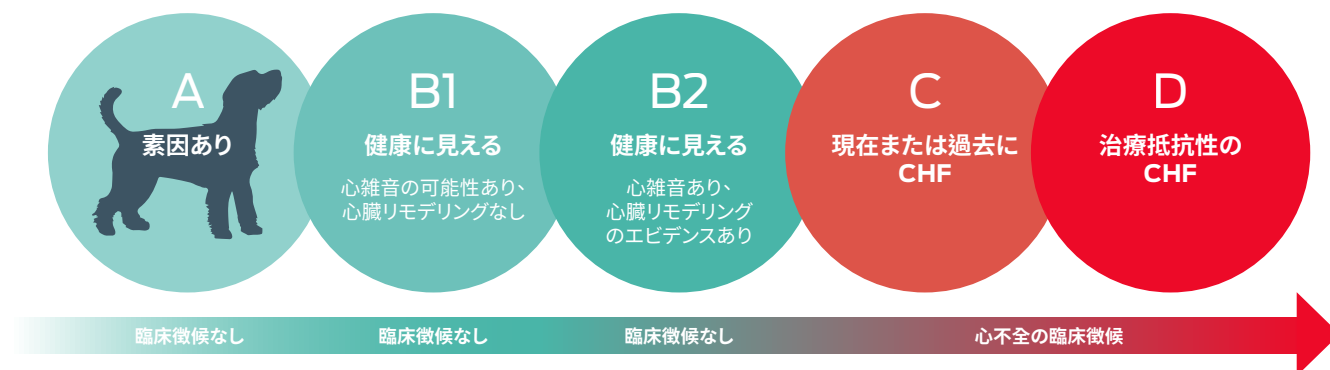 A
素因あり
B1
健康に見える
心雑音の可能性あり、
心臓リモデリングなし
B2
健康に見える
心雑音あり、
心臓リモデリング
のエビデンスあり
C
現在または過去に
CHF
D
治療抵抗性の
CHF
臨床徴候なし
臨床徴候なし
臨床徴候なし
心不全の臨床徴候